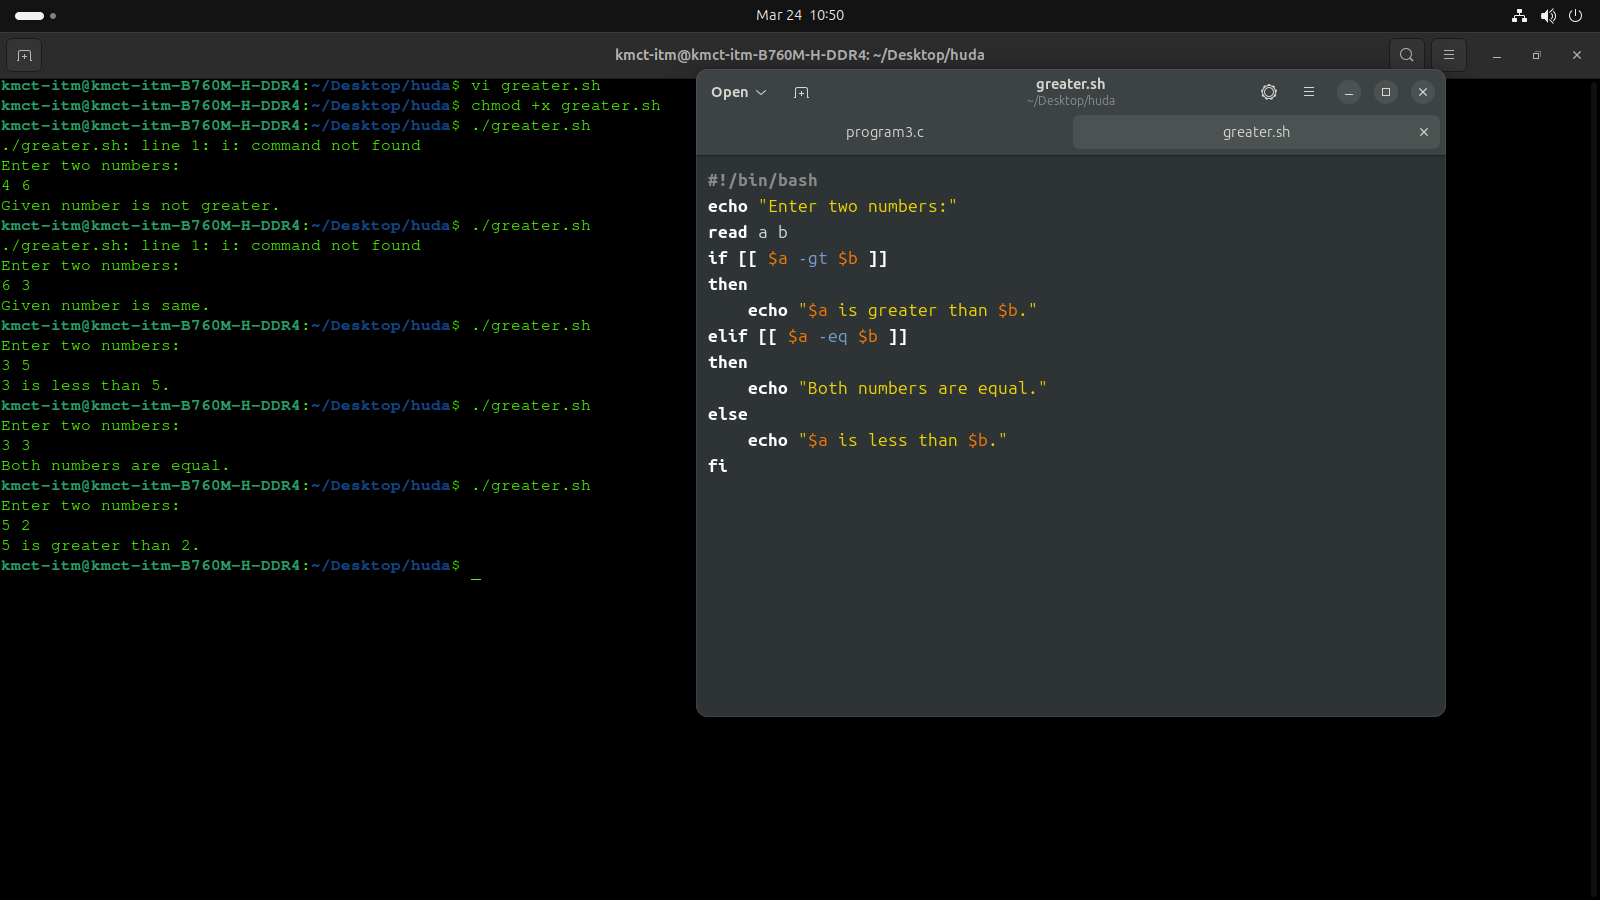 Mar 24 10:50
kmct-itm@kmct-itm-B760M-H-DDR4: ~/Desktop/huda
kmct-itm@kmct-itm-B760M-H-DDR4:~/Desktop/huda$ vi greater.sh
kmct-itm@kmct-itm-B760M-H-DDR4:~/Desktop/huda$ chmod +x greater.sh
kmct-itm@kmct-itm-B760M-H-DDR4:~/Desktop/huda$ ./greater.sh
./greater.sh: line 1: i: command not found
Enter two numbers:
4 6
Given number is not greater.
kmct-itm@kmct-itm-B760M-H-DDR4:~/Desktop/huda$ ./greater.sh
./greater.sh: line 1: i: command not found
Enter two numbers:
6 3
Given number is same.
kmct-itm@kmct-itm-B760M-H-DDR4:~/Desktop/huda$ ./greater.sh
Enter two numbers:
3 5
3 is less than 5.
kmct-itm@kmct-itm-B760M-H-DDR4:~/Desktop/huda$ ./greater.sh
Enter two numbers:
3 3
Both numbers are equal.
kmct-itm@kmct-itm-B760M-H-DDR4:~/Desktop/huda$ ./greater.sh
Enter two numbers:
5 2
5 is greater than 2.
kmct-itm@kmct-itm-B760M-H-DDR4:~/Desktop/huda$
Open
greater.sh
~/Desktop/huda
program3.c
greater.sh
#!/bin/bash
echo "Enter two numbers:"
read a b
if [[ $a -gt $b ]]
then
    echo "$a is greater than $b."
elif [[ $a -eq $b ]]
then
    echo "Both numbers are equal."
else
    echo "$a is less than $b."
fi